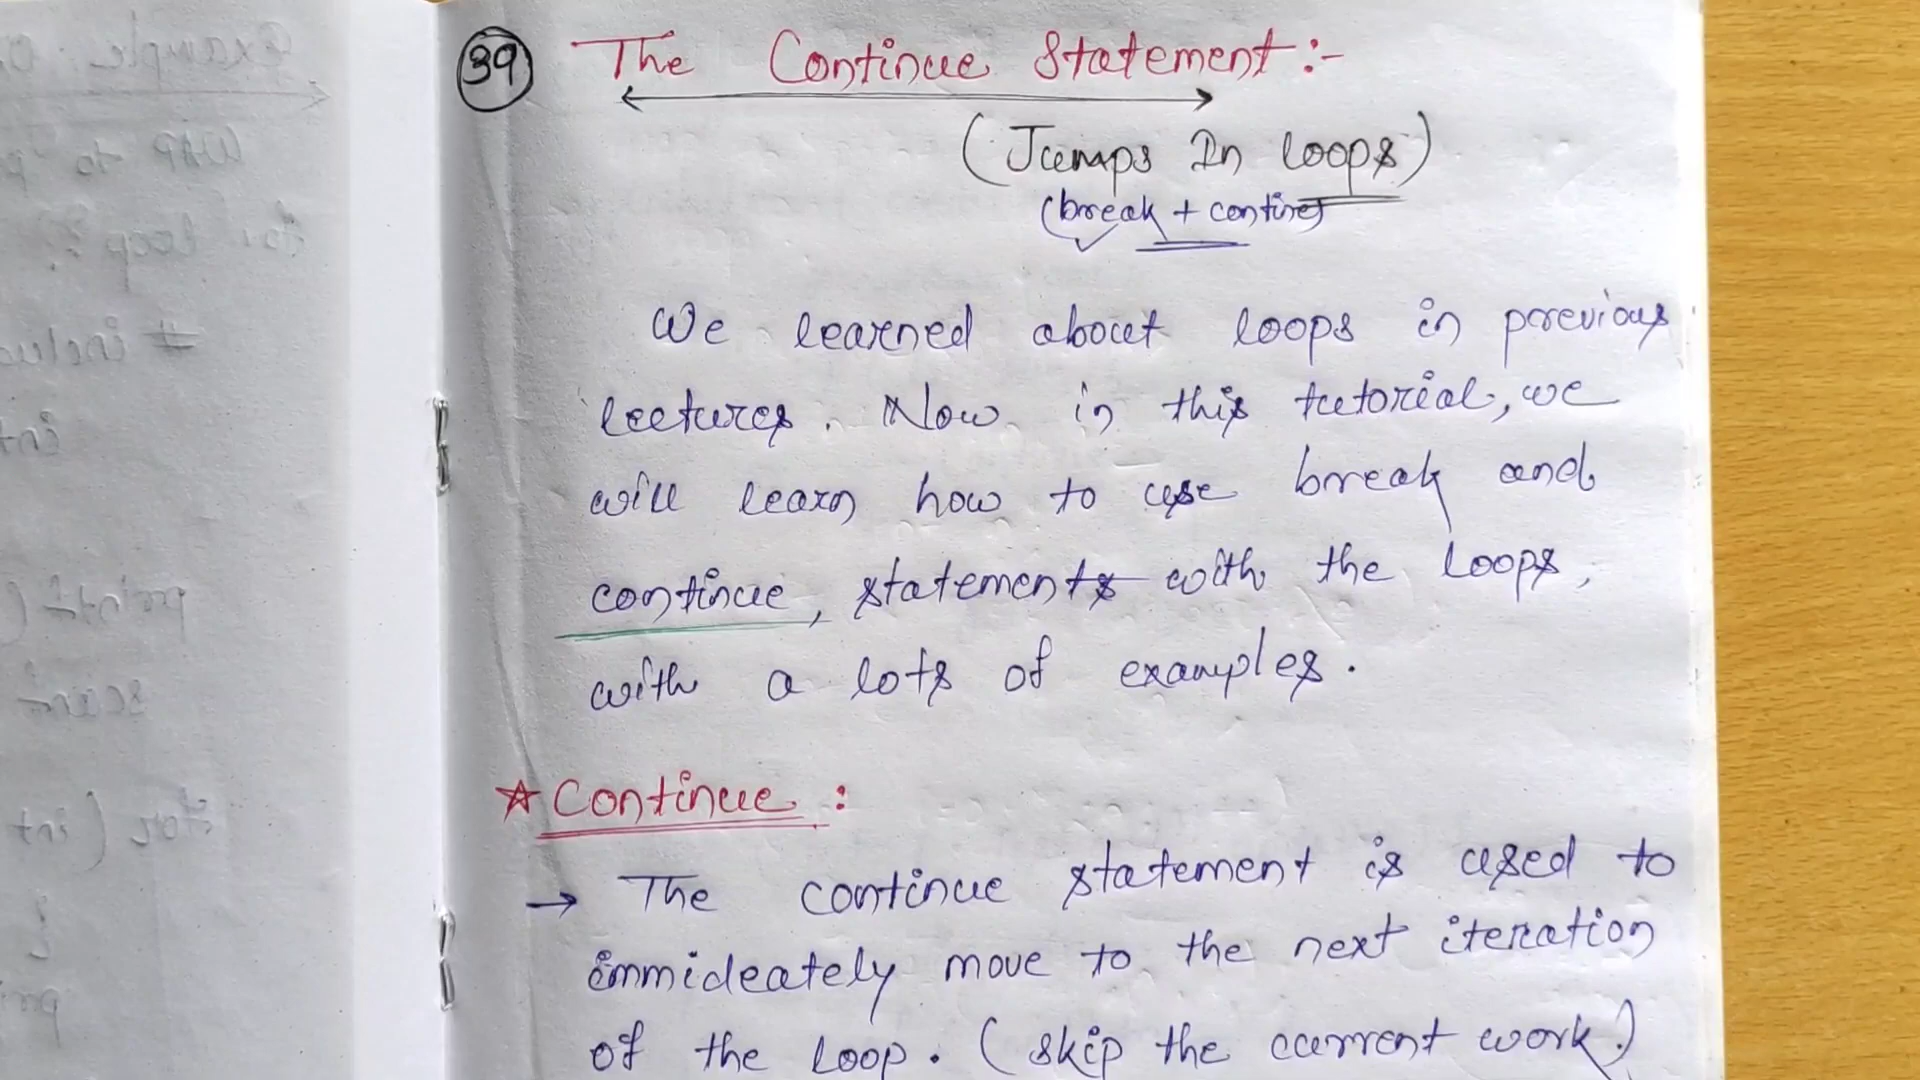 39 The Continue Statement :-
(Jumps In loops)
(break + contine)
We learned about loops in previous
lectures. Now in this tutorial, we
will learn how to use break and
continue, statements with the loops,
with a lots of examples.
☆ Continue :
→ The continue statement is used to
immideately move to the next iteration
of the loop. (skip the current work.)